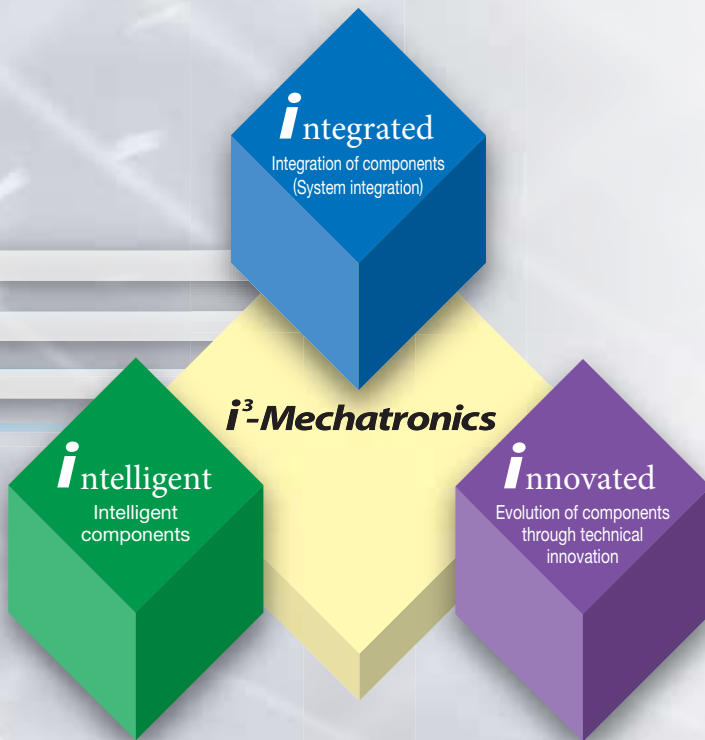 integrated
Integration of components
(System integration)
i³-Mechatronics
intelligent
Intelligent
components
innovated
Evolution of components
through technical
innovation